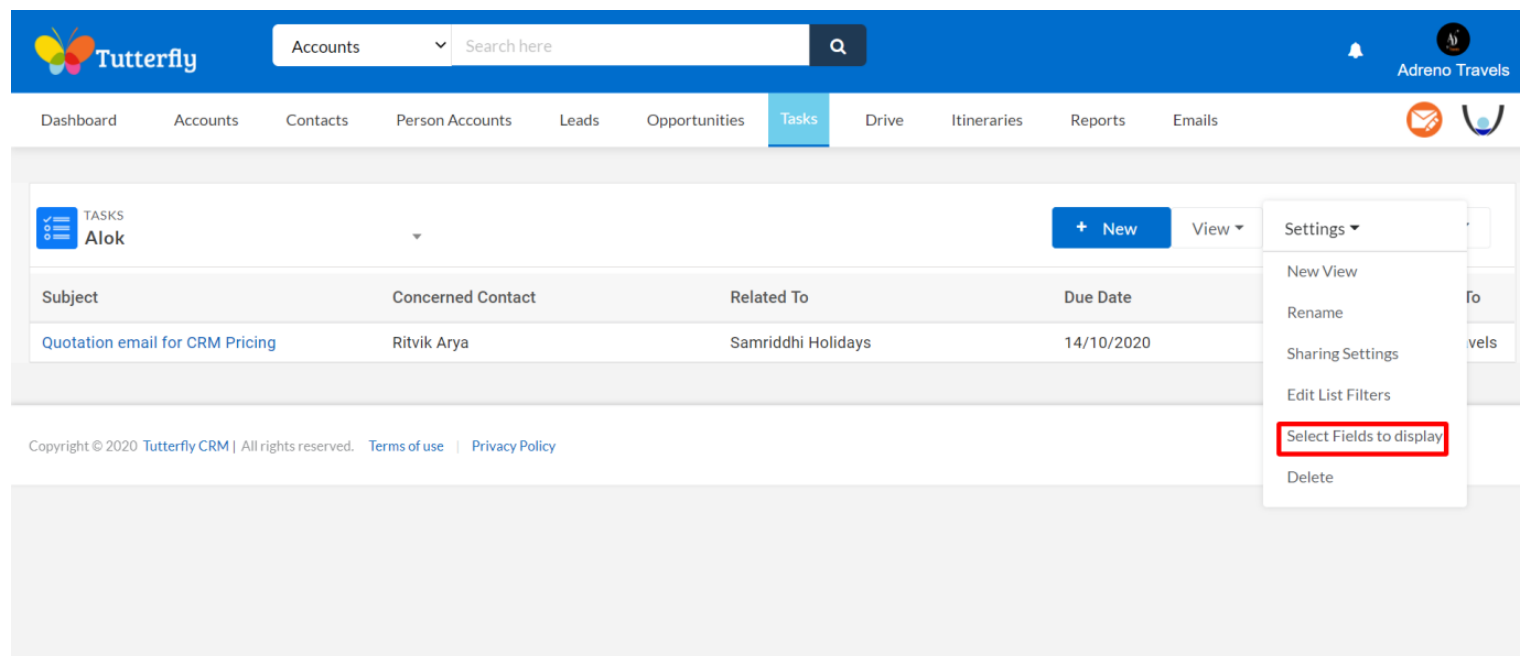 Tutterfly
Accounts
Search here
Adreno Travels
Dashboard Accounts Contacts Person Accounts Leads Opportunities Tasks Drive Itineraries Reports Emails
TASKS
Alok
+ New View Settings
New View
Rename
Sharing Settings
Edit List Filters
Select Fields to display
Delete
Subject Concerned Contact Related To Due Date To
Quotation email for CRM Pricing Ritvik Arya Samriddhi Holidays 14/10/2020 vels
Copyright © 2020 Tutterfly CRM | All rights reserved. Terms of use | Privacy Policy